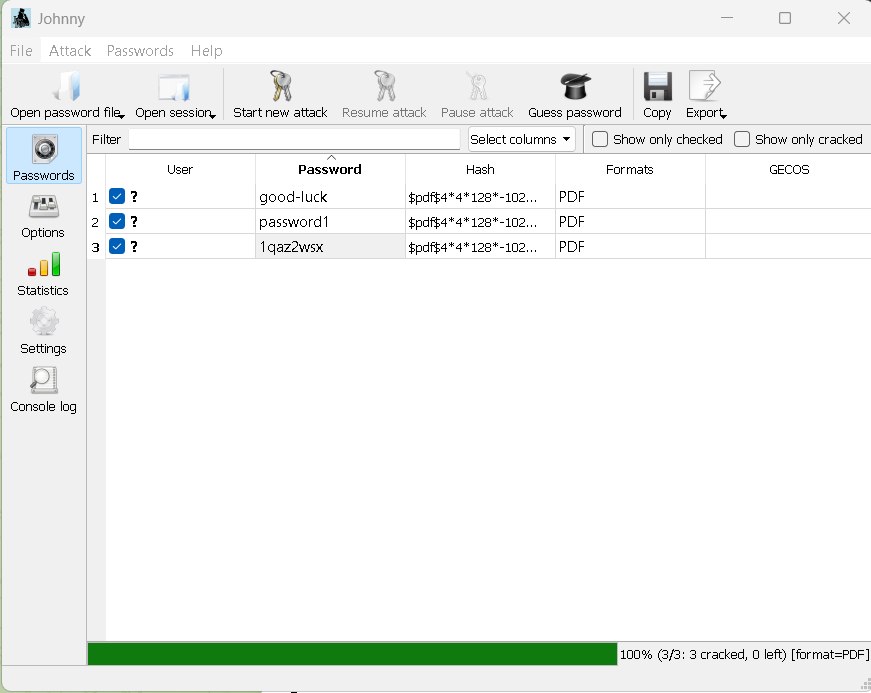 Johnny
File Attack Passwords Help
Open password file Open session Start new attack Resume attack Pause attack Guess password Copy Export
Passwords
Options
Statistics
Settings
Console log
Filter Select columns Show only checked Show only cracked
User Password Hash Formats GECOS
1 ? good-luck $pdf$4*4*128*-102... PDF
2 ? password1 $pdf$4*4*128*-102... PDF
3 ? 1qaz2wsx $pdf$4*4*128*-102... PDF
100% (3/3: 3 cracked, 0 left) [format=PDF]